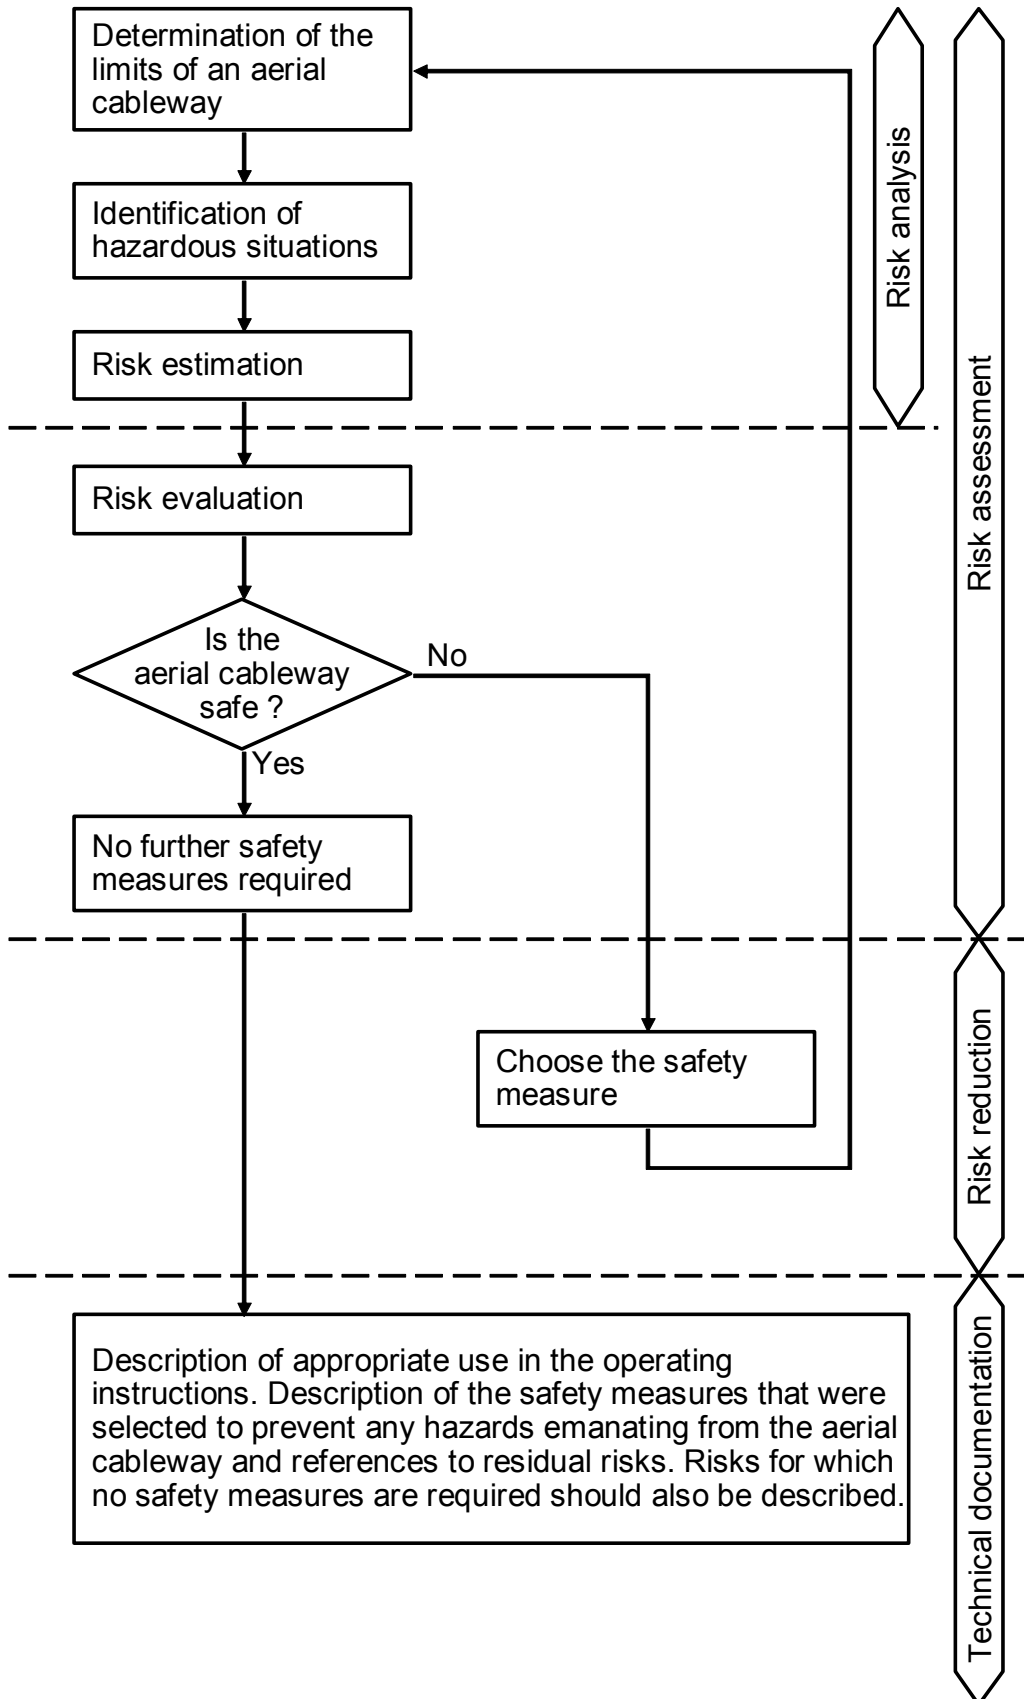 Determination of the
limits of an aerial
cableway
Identification of
hazardous situations
Risk estimation
Risk evaluation
Is the
aerial cableway
safe ?
No
Yes
No further safety
measures required
Choose the safety
measure
Description of appropriate use in the operating
instructions. Description of the safety measures that were
selected to prevent any hazards emanating from the aerial
cableway and references to residual risks. Risks for which
no safety measures are required should also be described.
Risk analysis
Risk assessment
Risk reduction
Technical documentation